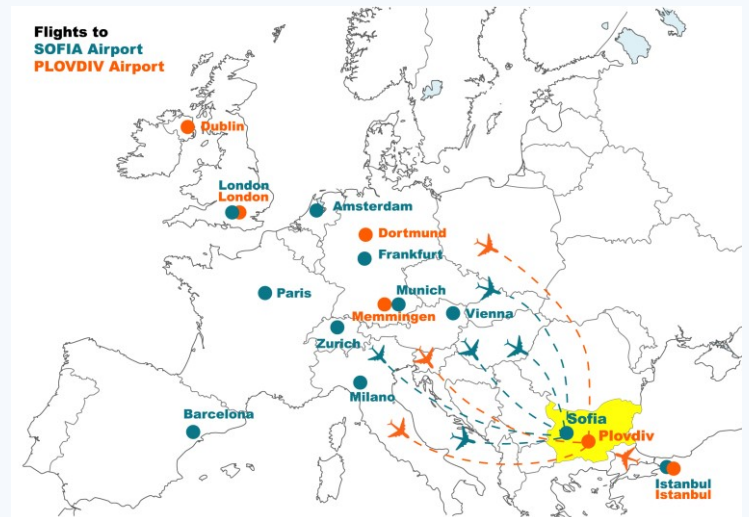 Flights to
SOFIA Airport
PLOVDIV Airport
Dublin
London
London
Amsterdam
Dortmund
Frankfurt
Paris
Munich
Memmingen
Vienna
Zurich
Milano
Barcelona
Sofia
Plovdiv
Istanbul
Istanbul